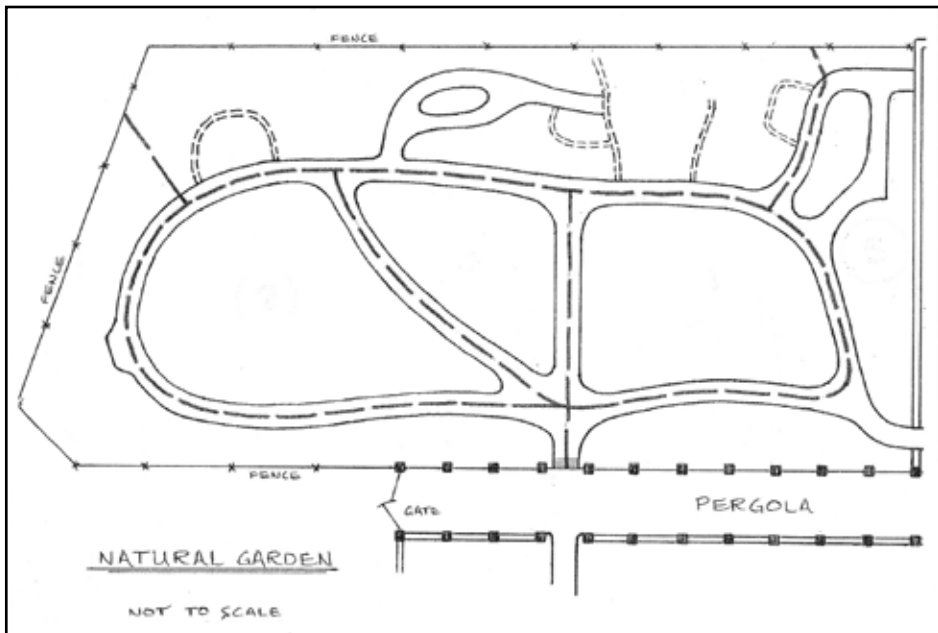 FENCE
FENCE
FENCE
GATE
PERGOLA
NATURAL GARDEN
NOT TO SCALE